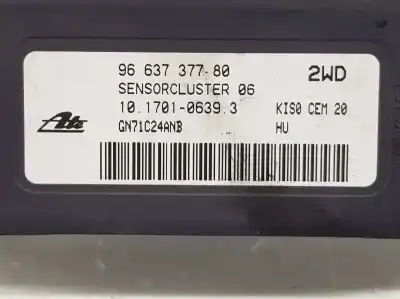 96 637 377 80 2WD
SENSORCLUSTER 06
10.1701-0639.3 KIS0 CEM 20
Ate GN71C24ANB HU